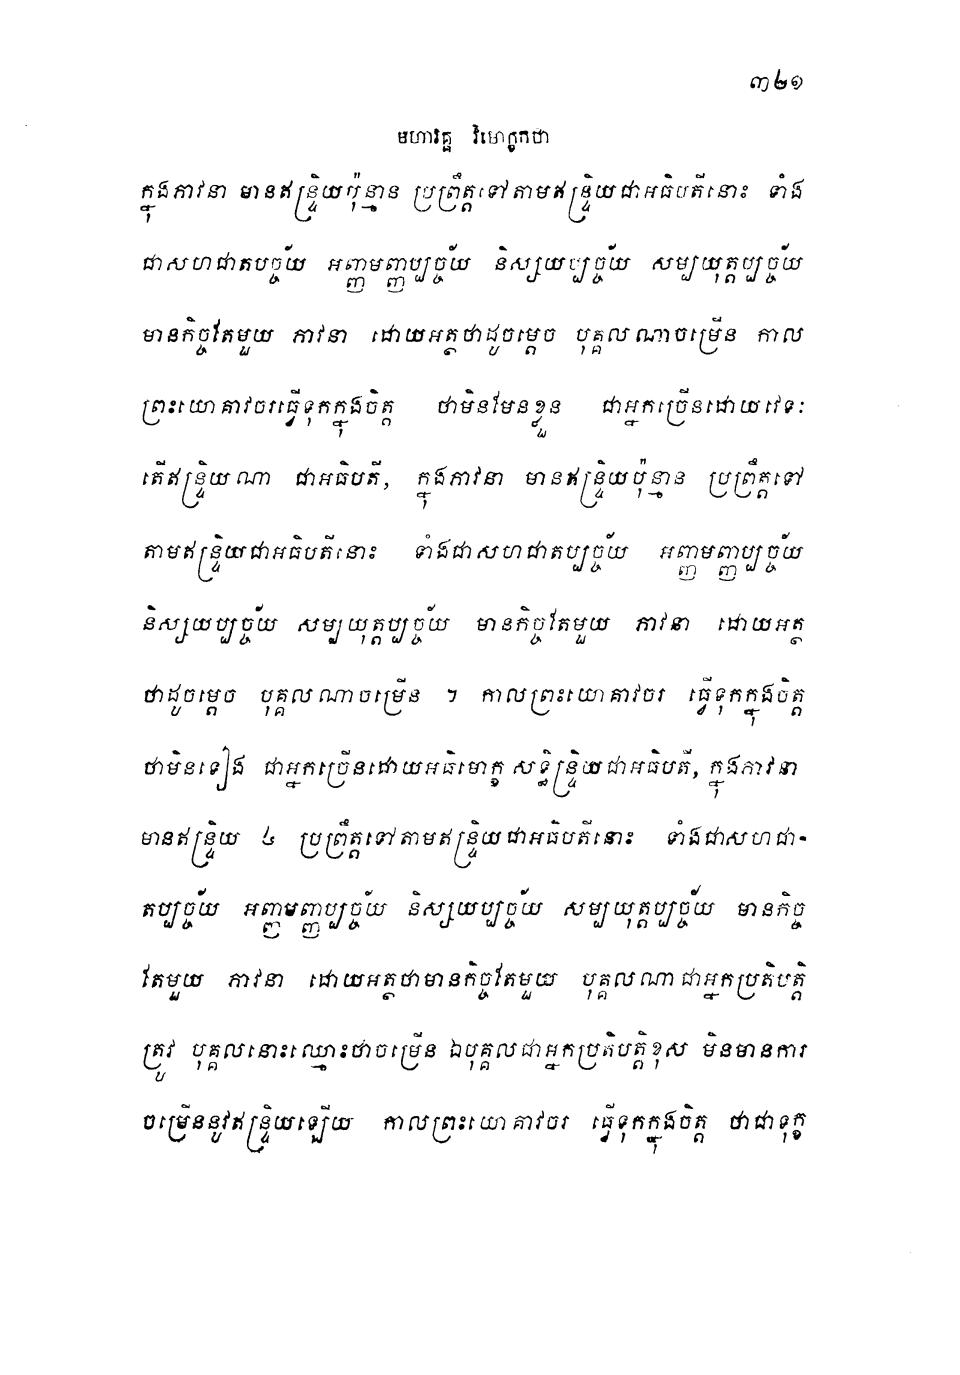 ៣២១
មហាវគ្គ វិមោក្ខកថា
ក្នុងភាវនា មានឥន្ទ្រិយប៉ុន្មាន ប្រព្រឹត្តទៅតាមឥន្ទ្រិយជាអធិបតីនោះ ទាំង
ជាសហជាតបច្ច័យ អញ្ញាមញ្ញាប្បច្ច័យ និស្សយប្បច្ច័យ សម្បយុត្តប្បច្ច័យ
មានកិច្ចតែមួយ ភាវនា ដោយអត្ថថាដូចម្តេច បុគ្គលណាចម្រើន កាល
ព្រះយោគាវចរធ្វើទុកក្នុងចិត្ត ថាមិនមែនខ្លួន ជាអ្នកច្រើនដោយវេទៈ
តើឥន្ទ្រិយណា ជាអធិបតី, ក្នុងភាវនា មានឥន្ទ្រិយប៉ុន្មាន ប្រព្រឹត្តទៅ
តាមឥន្ទ្រិយជាអធិបតីនោះ ទាំងជាសហជាតប្បច្ច័យ អញ្ញាមញ្ញាប្បច្ច័យ
និស្សយប្បច្ច័យ សម្បយុត្តប្បច្ច័យ មានកិច្ចតែមួយ ភាវនា ដោយអត្ថ
ថាដូចម្តេច បុគ្គលណាចម្រើន ។ កាលព្រះយោគាវចរ ធ្វើទុកក្នុងចិត្ត
ថាមិនទៀង ជាអ្នកច្រើនដោយអធិមោក្ខ សទ្ធិន្ទ្រិយជាអធិបតី, ក្នុងភាវនា
មានឥន្ទ្រិយ ៤ ប្រព្រឹត្តទៅតាមឥន្ទ្រិយជាអធិបតីនោះ ទាំងជាសហជា-
តប្បច្ច័យ អញ្ញាមញ្ញាប្បច្ច័យ និស្សយប្បច្ច័យ សម្បយុត្តប្បច្ច័យ មានកិច្ច
តែមួយ ភាវនា ដោយអត្ថថាមានកិច្ចតែមួយ បុគ្គលណាជាអ្នកប្រតិបត្តិ
ត្រូវ បុគ្គលនោះឈ្មោះថាចម្រើន ឯបុគ្គលជាអ្នកប្រតិបត្តិខុស មិនមានការ
ចម្រើននូវឥន្ទ្រិយឡើយ កាលព្រះយោគាវចរ ធ្វើទុកក្នុងចិត្ត ថាជាទុក្ខ